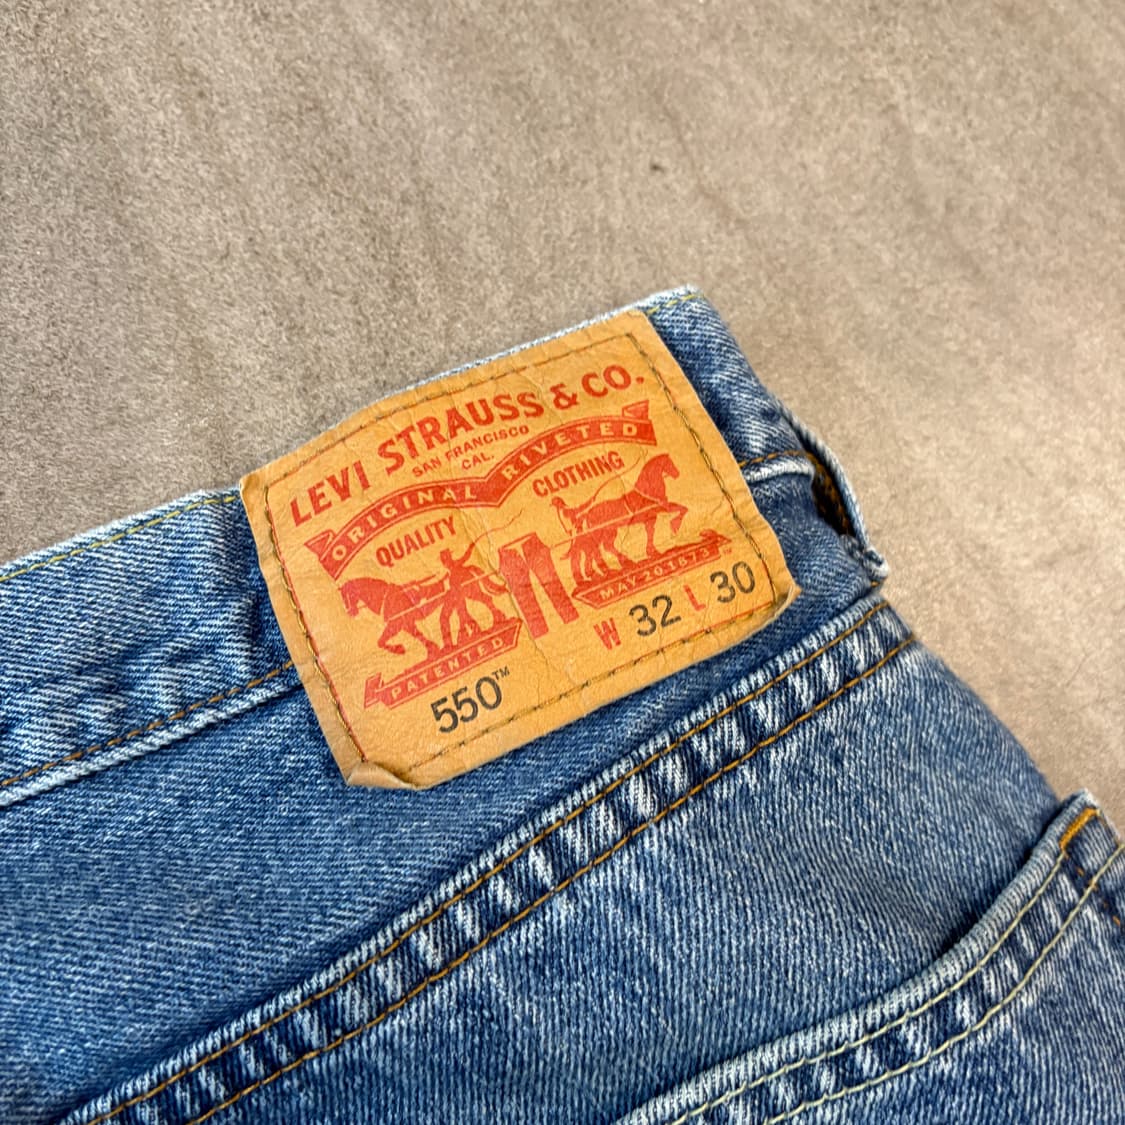 LEVI STRAUSS & CO.
SAN FRANCISCO
CAL.
ORIGINAL RIVETED
QUALITY CLOTHING
PATENTED MAY 20 1873
550™ W 32 L 30